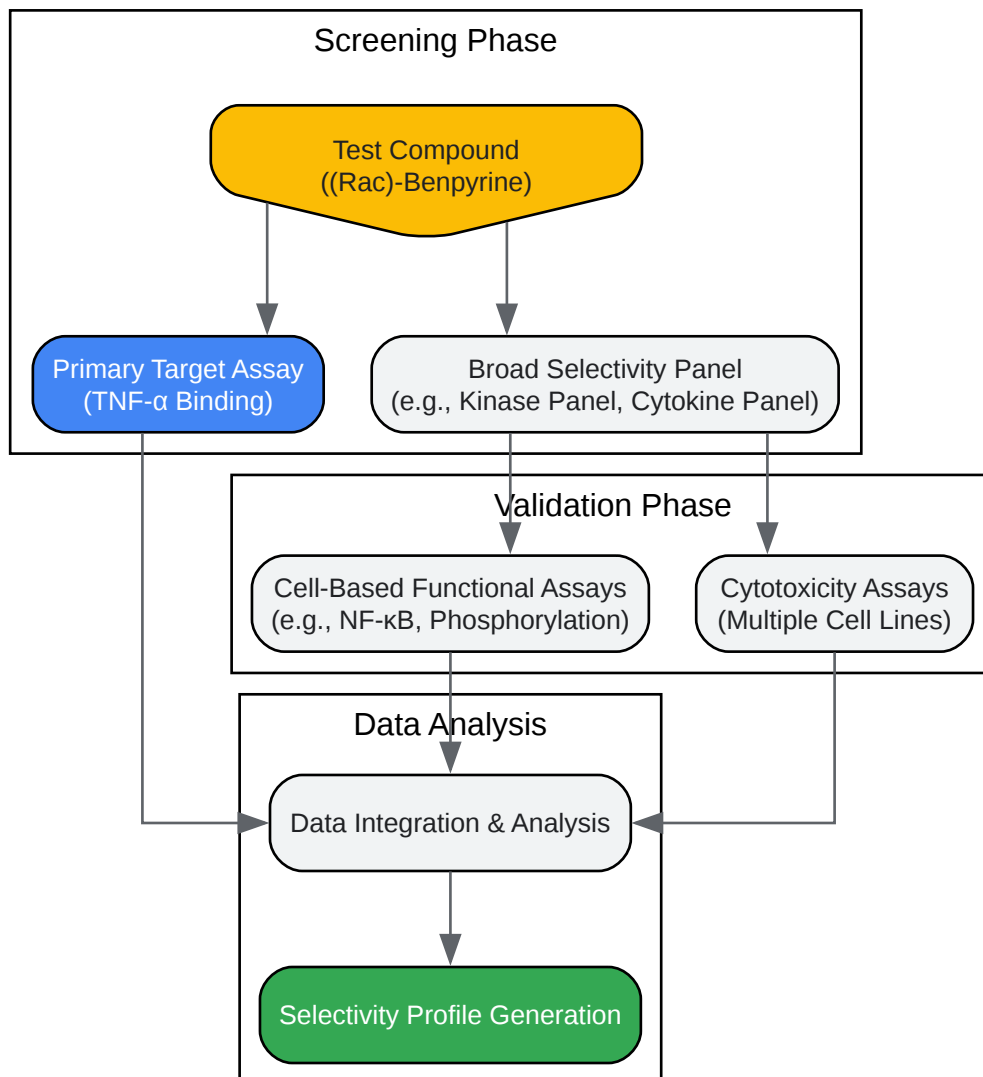 Screening Phase
Test Compound
((Rac)-Benpyrine)
Primary Target Assay
(TNF-α Binding)
Broad Selectivity Panel
(e.g., Kinase Panel, Cytokine Panel)
Validation Phase
Cell-Based Functional Assays
(e.g., NF-κB, Phosphorylation)
Cytotoxicity Assays
(Multiple Cell Lines)
Data Analysis
Data Integration & Analysis
Selectivity Profile Generation